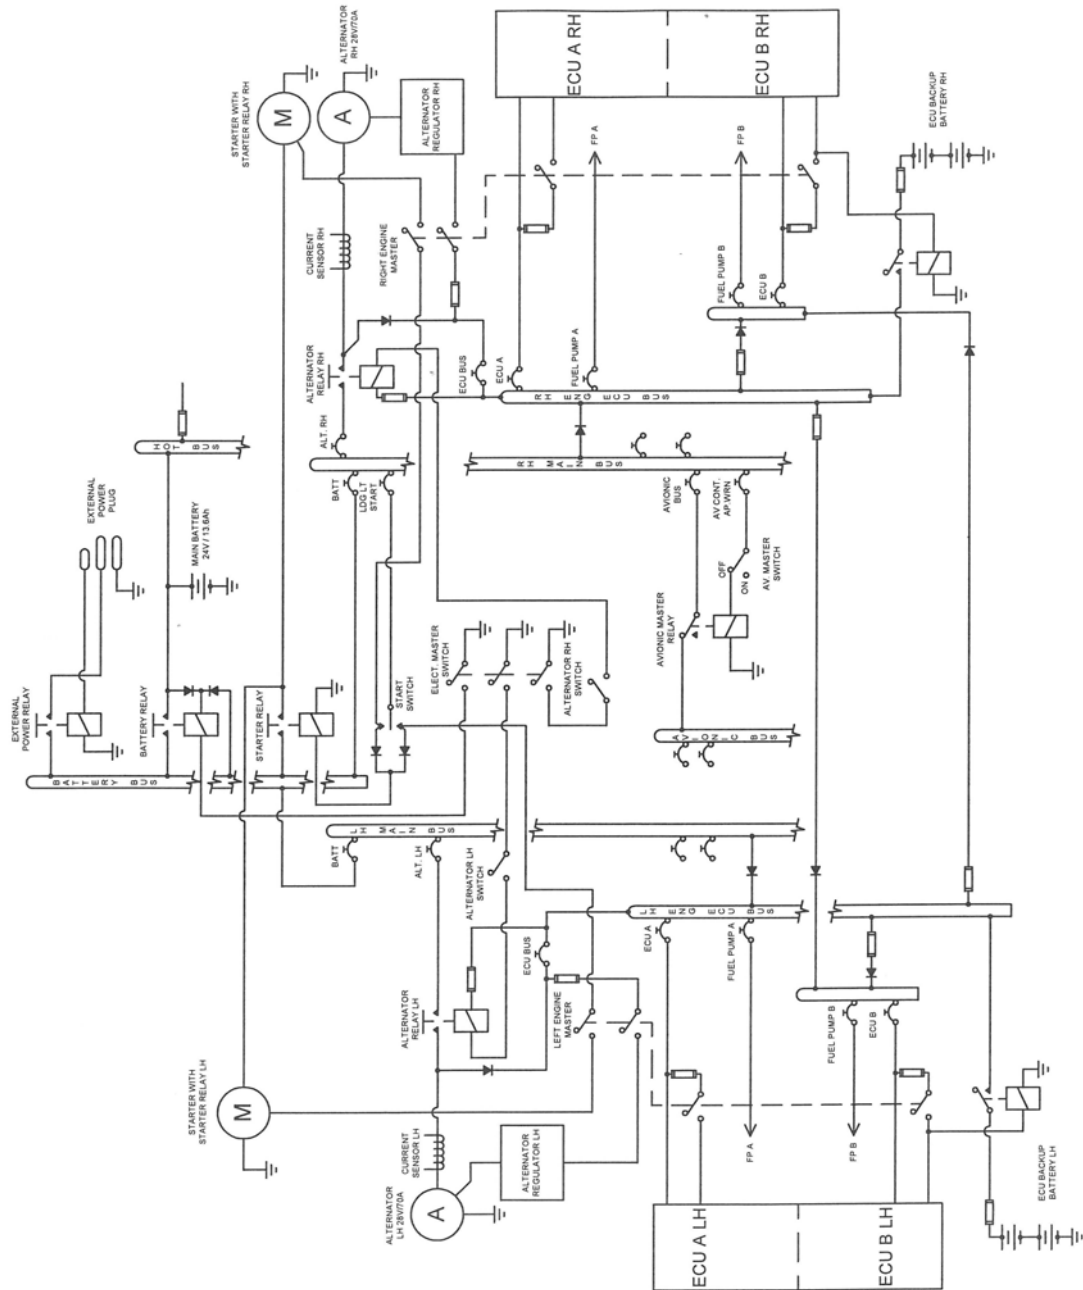 ALTERNATOR
RH 28V/70A
STARTER WITH
STARTER RELAY RH
M
A
ALTERNATOR
REGULATOR RH
CURRENT
SENSOR RH
RIGHT ENGINE
MASTER
ALTERNATOR
RELAY RH
ALT. RH
ECU BUS
ECU A
FUEL PUMP A
RH ENG ECU BUS
ECU A RH
ECU B RH
FP A
FP B
FUEL PUMP B
ECU B
ECU BACKUP
BATTERY RH
HOT BUS
EXTERNAL
POWER
PLUG
MAIN BATTERY
24V / 13.6Ah
EXTERNAL
POWER RELAY
BATTERY RELAY
STARTER RELAY
BATTERY BUS
BATT
LDG LT
START
RH MAIN BUS
AVIONIC
BUS
AV.CONT.
AP.WRN
OFF
ON
AV. MASTER
SWITCH
AVIONIC MASTER
RELAY
AVIONIC BUS
ELECT. MASTER
SWITCH
START
SWITCH
ALTERNATOR RH
SWITCH
LH MAIN BUS
BATT
ALT. LH
ALTERNATOR LH
SWITCH
ALTERNATOR
RELAY LH
ECU BUS
LEFT ENGINE
MASTER
LH ENG ECU BUS
ECU A
FUEL PUMP A
FUEL PUMP B
ECU B
STARTER WITH
STARTER RELAY LH
M
CURRENT
SENSOR LH
A
ALTERNATOR
LH 28V/70A
ALTERNATOR
REGULATOR LH
FP A
FP B
ECU A LH
ECU B LH
ECU BACKUP
BATTERY LH